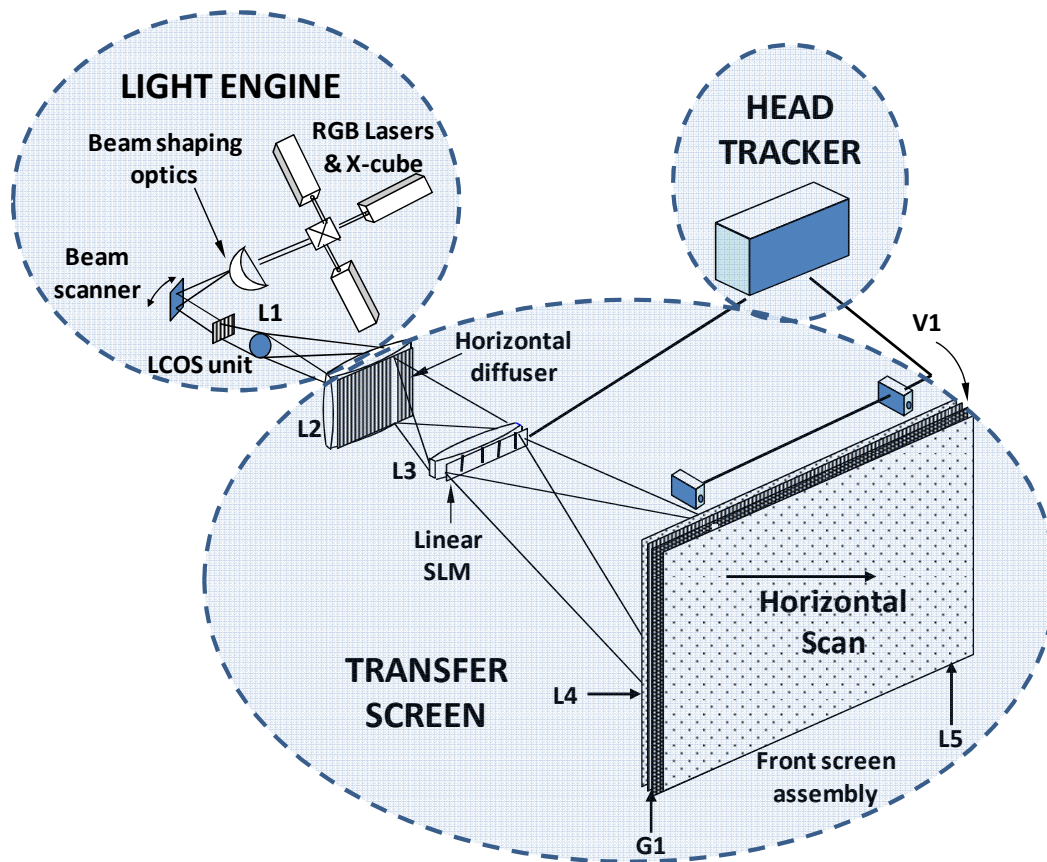 LIGHT ENGINE
Beam shaping
optics
RGB Lasers
& X-cube
Beam
scanner
L1
LCOS unit
HEAD
TRACKER
V1
Horizontal
diffuser
L2
L3
Linear
SLM
Horizontal
Scan
TRANSFER
SCREEN
L4
L5
Front screen
assembly
G1